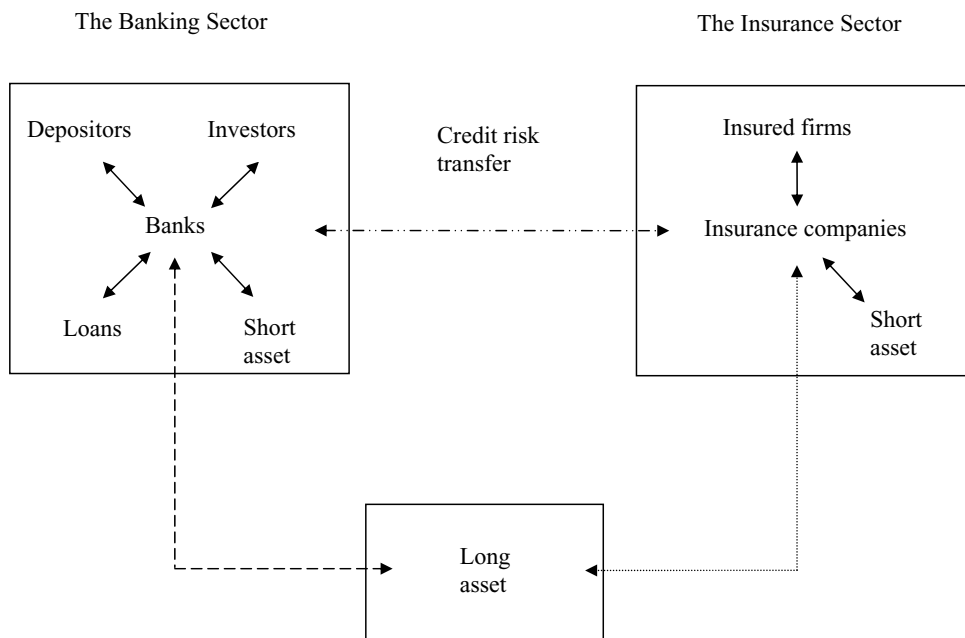 The Banking Sector
The Insurance Sector
Depositors
Investors
Banks
Loans
Short
asset
Credit risk
transfer
Insured firms
Insurance companies
Short
asset
Long
asset